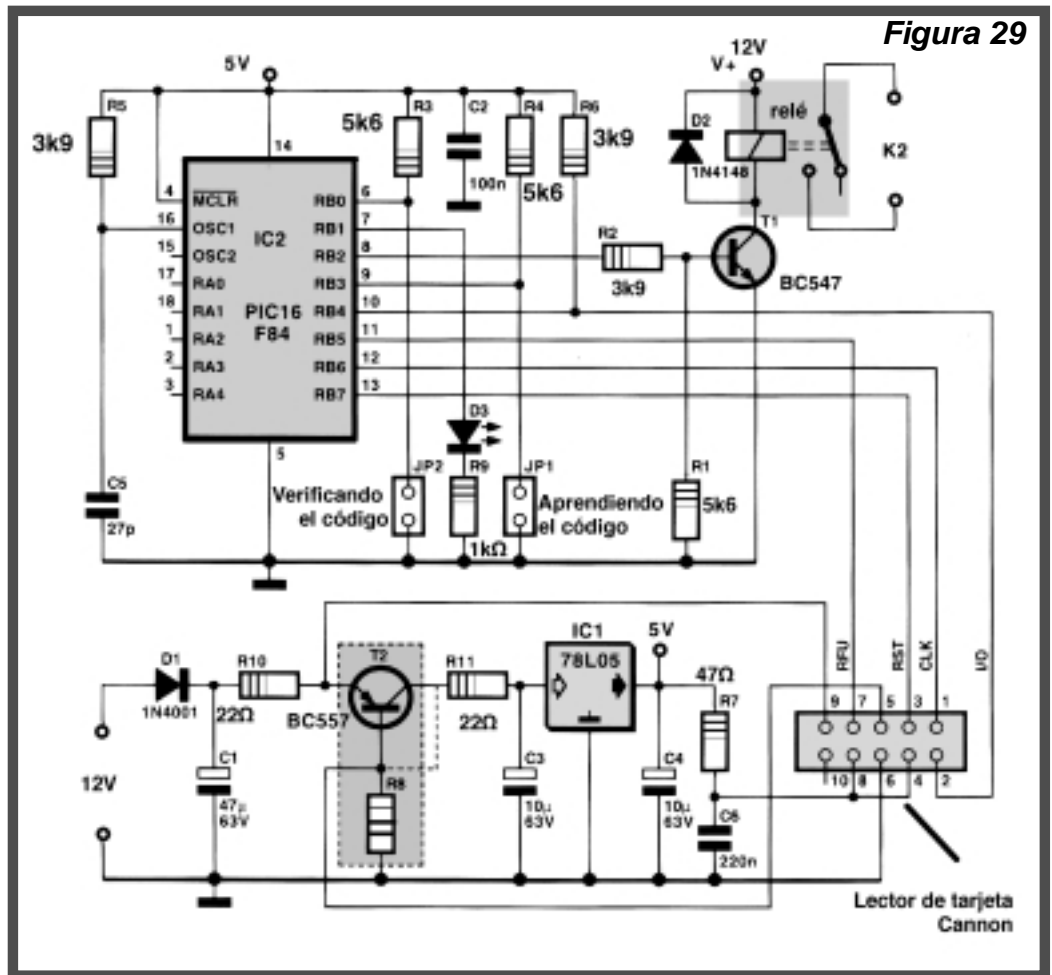 Figura 29
5V
12V
V+
R5
3k9
R3
5k6
C2
100n
R4
5k6
R6
3k9
D2
1N4148
relé
K2
T1
BC547
14
4
MCLR
16
OSC1
15
OSC2
17
RA0
18
RA1
1
RA2
2
RA3
3
RA4
IC2
PIC16
F84
RB0
6
RB1
7
RB2
8
RB3
9
RB4
10
RB5
11
RB6
12
RB7
13
5
R2
3k9
C5
27p
D3
JP2
R9
JP1
Verificando
el código
1kΩ
Aprendiendo
el código
R1
5k6
D1
1N4001
R10
22Ω
T2
BC557
R11
22Ω
IC1
78L05
5V
47Ω
R7
RFU
RST
CLK
I/O
9
7
5
3
1
10
8
6
4
2
12V
C1
47µ
63V
R8
C3
10µ
63V
C4
10µ
63V
C6
220n
Lector de tarjeta
Cannon